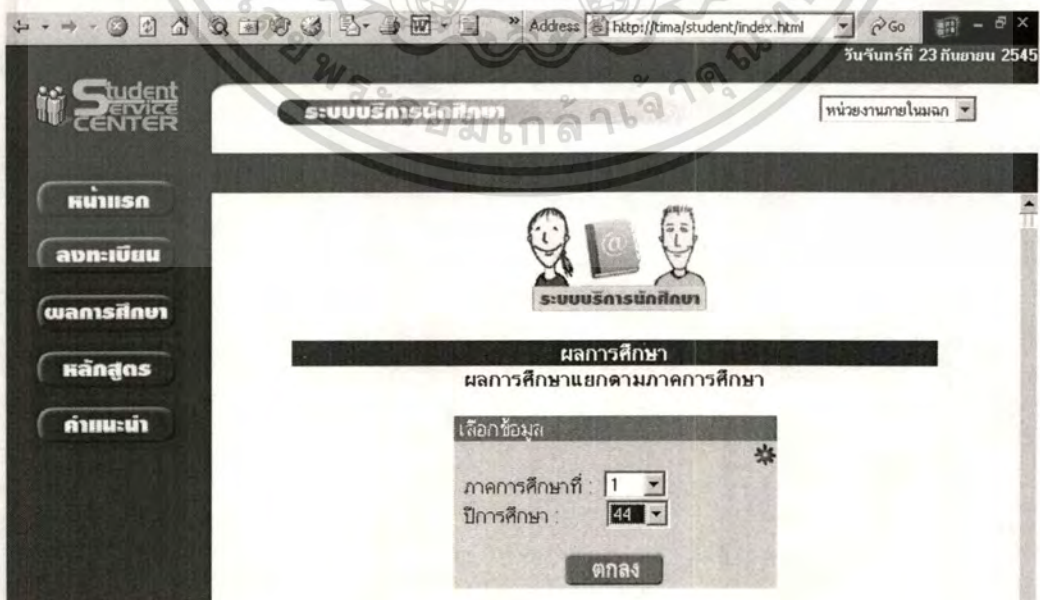 » Address http://tima/student/index.html Go
วันจันทร์ที่ 23 กันยายน 2545
Student
SERVICE
CENTER
ระบบบริการนักศึกษา
หน่วยงานภายในมฉก
หน้าแรก
ลงทะเบียน
ผลการศึกษา
หลักสูตร
คำแนะนำ
@
ระบบบริการนักศึกษา
ผลการศึกษา
ผลการศึกษาแยกตามภาคการศึกษา
เลือกข้อมูล
ภาคการศึกษาที่ : 1
ปีการศึกษา : 44
ตกลง